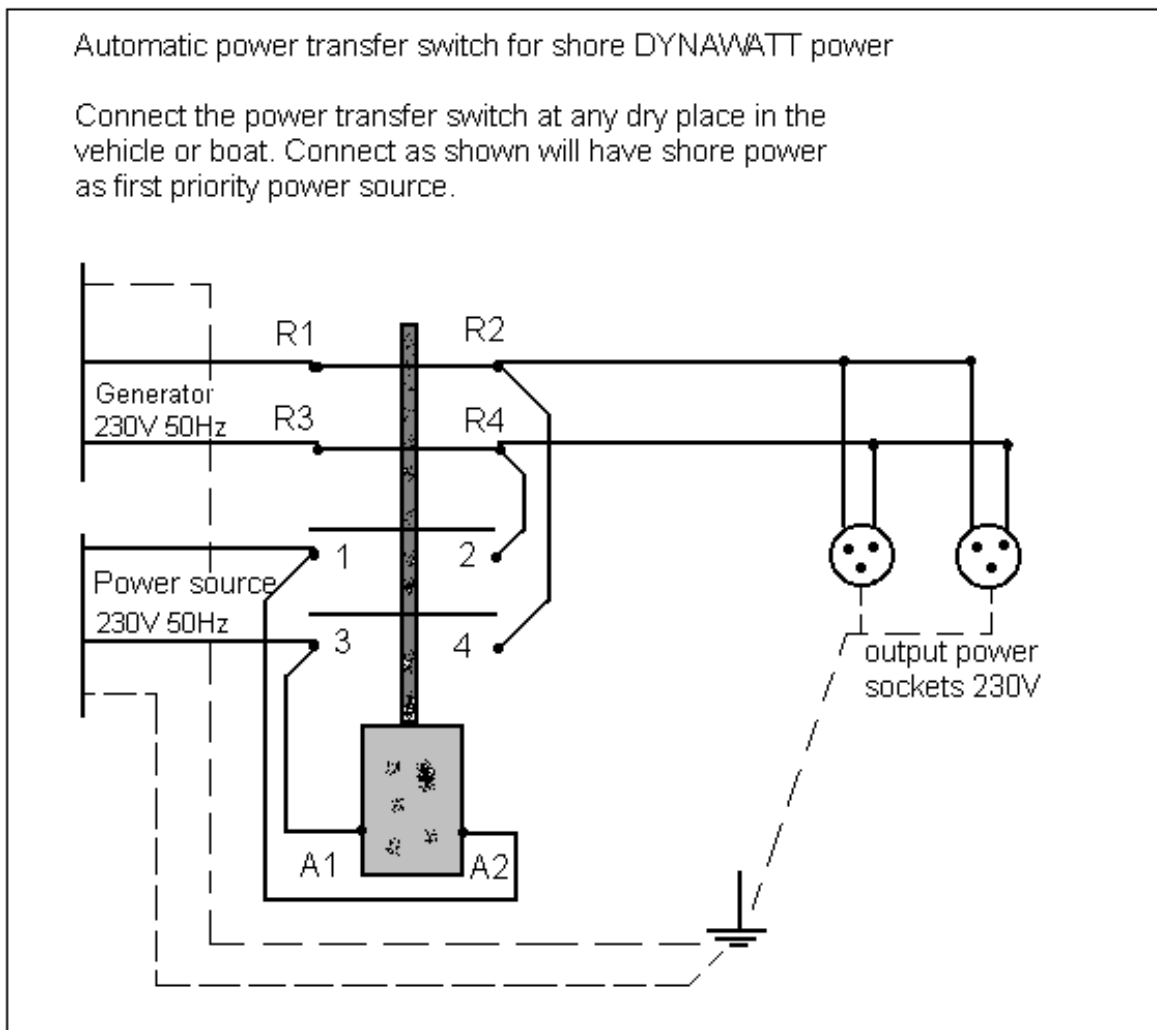 Automatic power transfer switch for shore DYNAWATT power
Connect the power transfer switch at any dry place in the
vehicle or boat. Connect as shown will have shore power
as first priority power source.
R1
R2
Generator
230V 50Hz
R3
R4
1
2
Power source
230V 50Hz
3
4
output power
sockets 230V
A1
A2